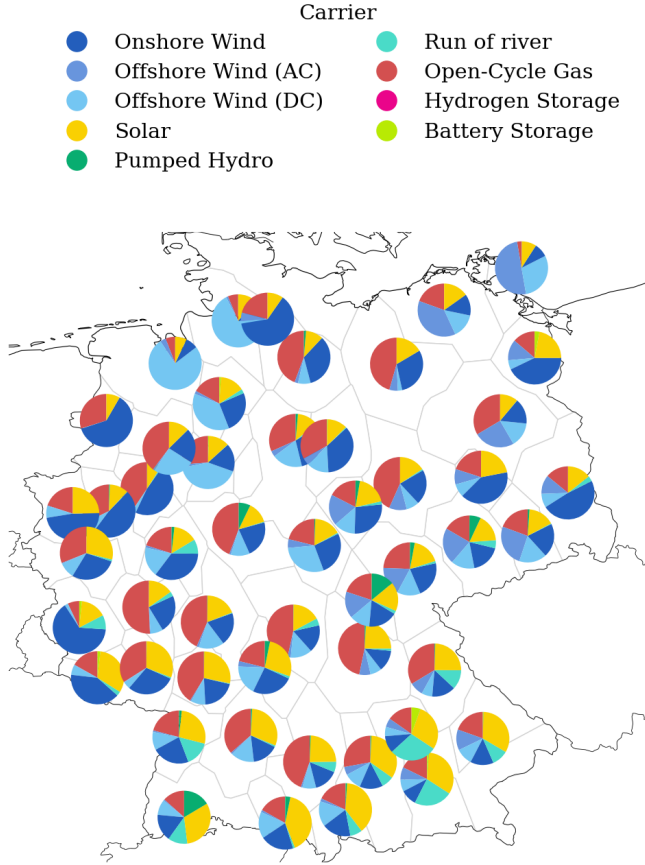 Carrier
Onshore Wind
Offshore Wind (AC)
Offshore Wind (DC)
Solar
Pumped Hydro
Run of river
Open-Cycle Gas
Hydrogen Storage
Battery Storage